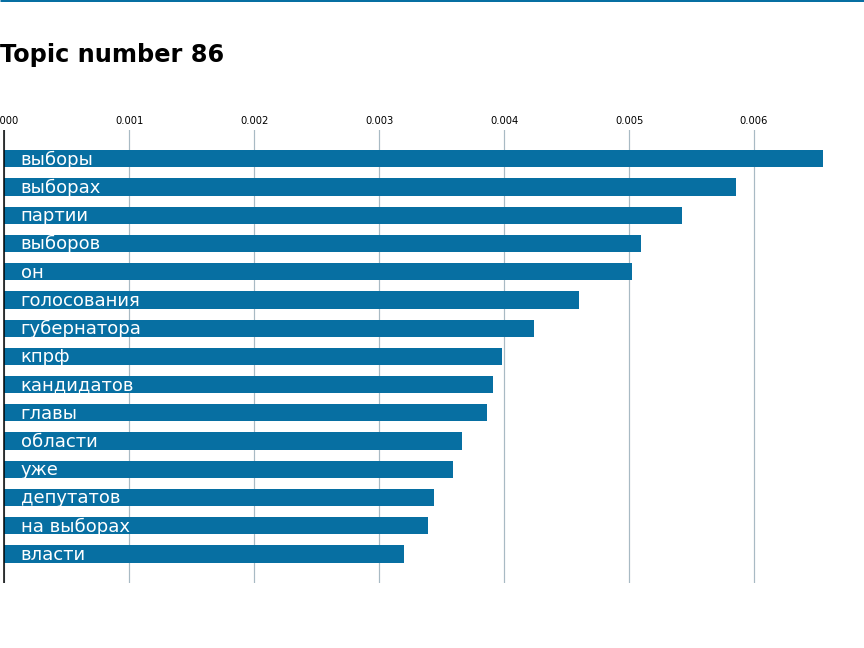 Topic number 86
000 0.001 0.002 0.003 0.004 0.005 0.006
выборы
выборах
партии
выборов
он
голосования
губернатора
кпрф
кандидатов
главы
области
уже
депутатов
на выборах
власти